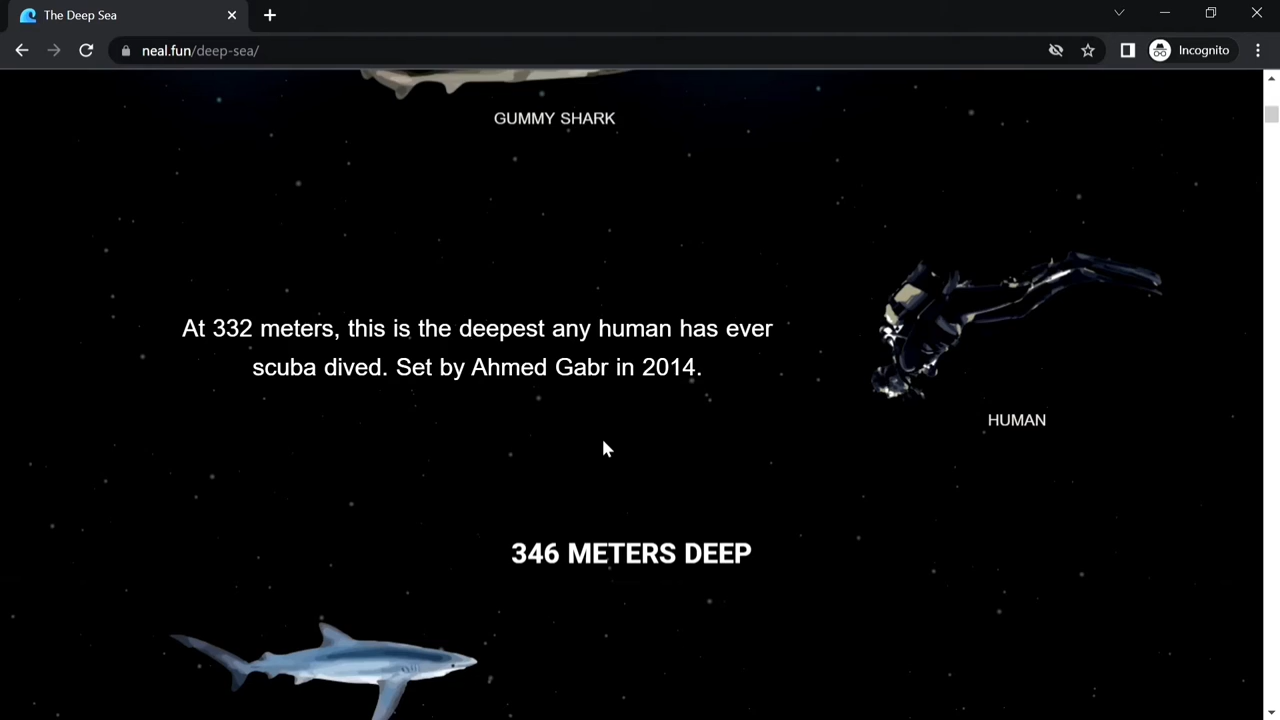 The Deep Sea
neal.fun/deep-sea/
Incognito
GUMMY SHARK
At 332 meters, this is the deepest any human has ever
scuba dived. Set by Ahmed Gabr in 2014.
HUMAN
346 METERS DEEP